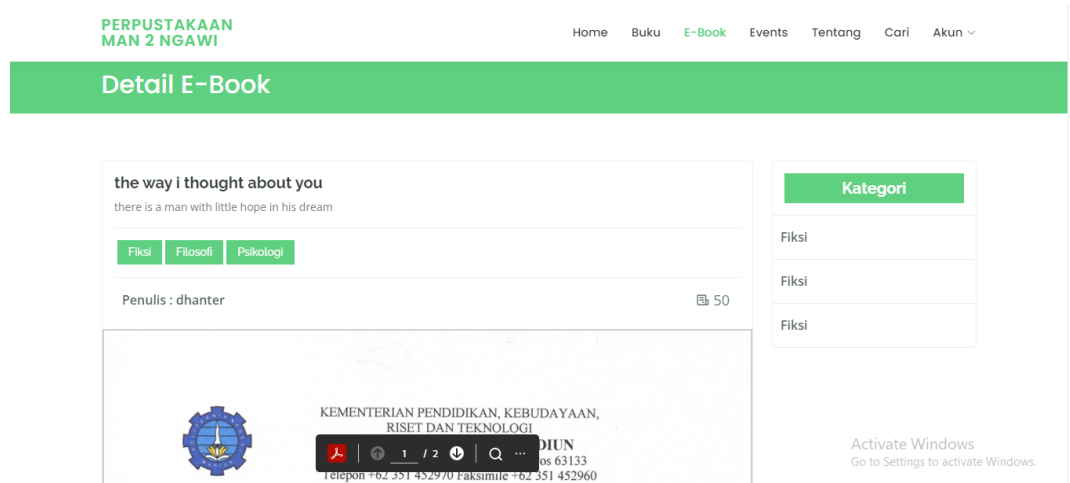 PERPUSTAKAAN
MAN 2 NGAWI
Home Buku E-Book Events Tentang Cari Akun
Detail E-Book
the way i thought about you
there is a man with little hope in his dream
Fiksi Filosofi Psikologi
Penulis : dhanter 50
Kategori
Fiksi
Fiksi
Fiksi
KEMENTERIAN PENDIDIKAN, KEBUDAYAAN,
RISET DAN TEKNOLOGI
63133
Telepon +62 351 452970 Faksimile +62 351 452960
1 / 2
Activate Windows
Go to Settings to activate Windows.